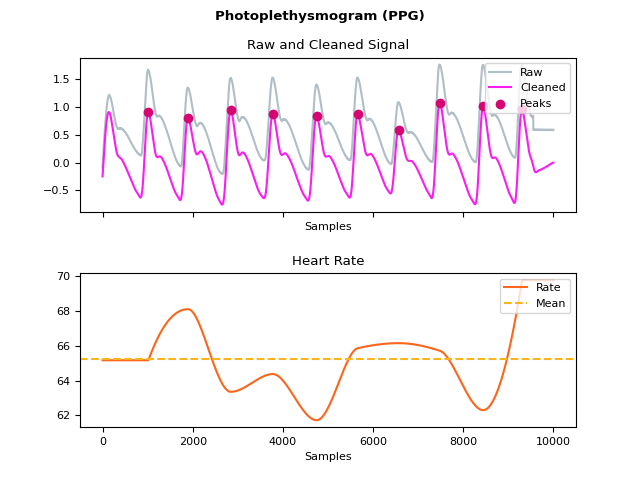 Photoplethysmogram (PPG)
Raw and Cleaned Signal
1.5
1.0
0.5
0.0
−0.5
Raw
Cleaned
Peaks
Samples
Heart Rate
70
68
66
64
62
Rate
Mean
0
2000
4000
6000
8000
10000
Samples